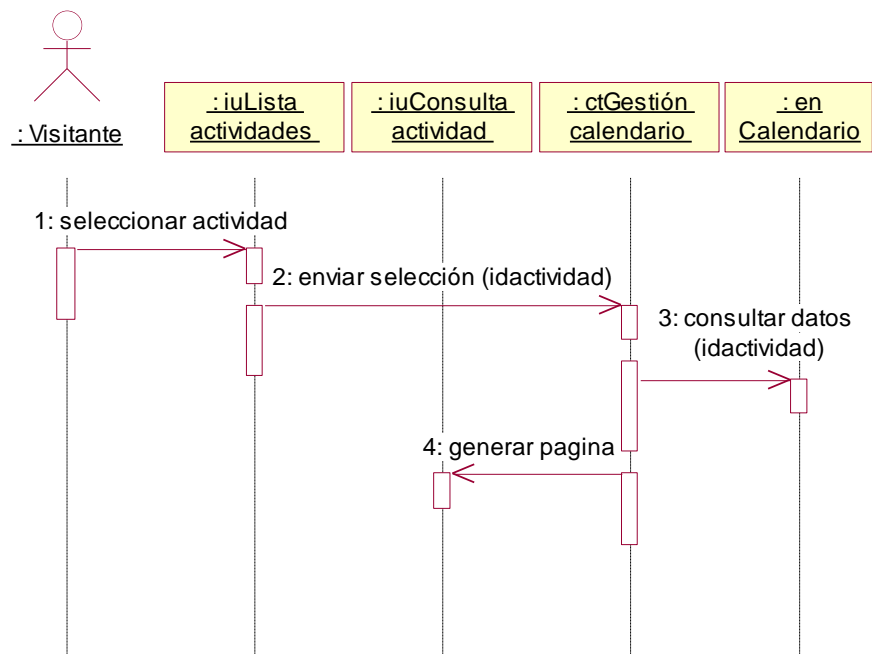 : Visitante
: iuLista
actividades
: iuConsulta
actividad
: ctGestión
calendario
: en
Calendario
1: seleccionar actividad
2: enviar selección (idactividad)
3: consultar datos
(idactividad)
4: generar pagina